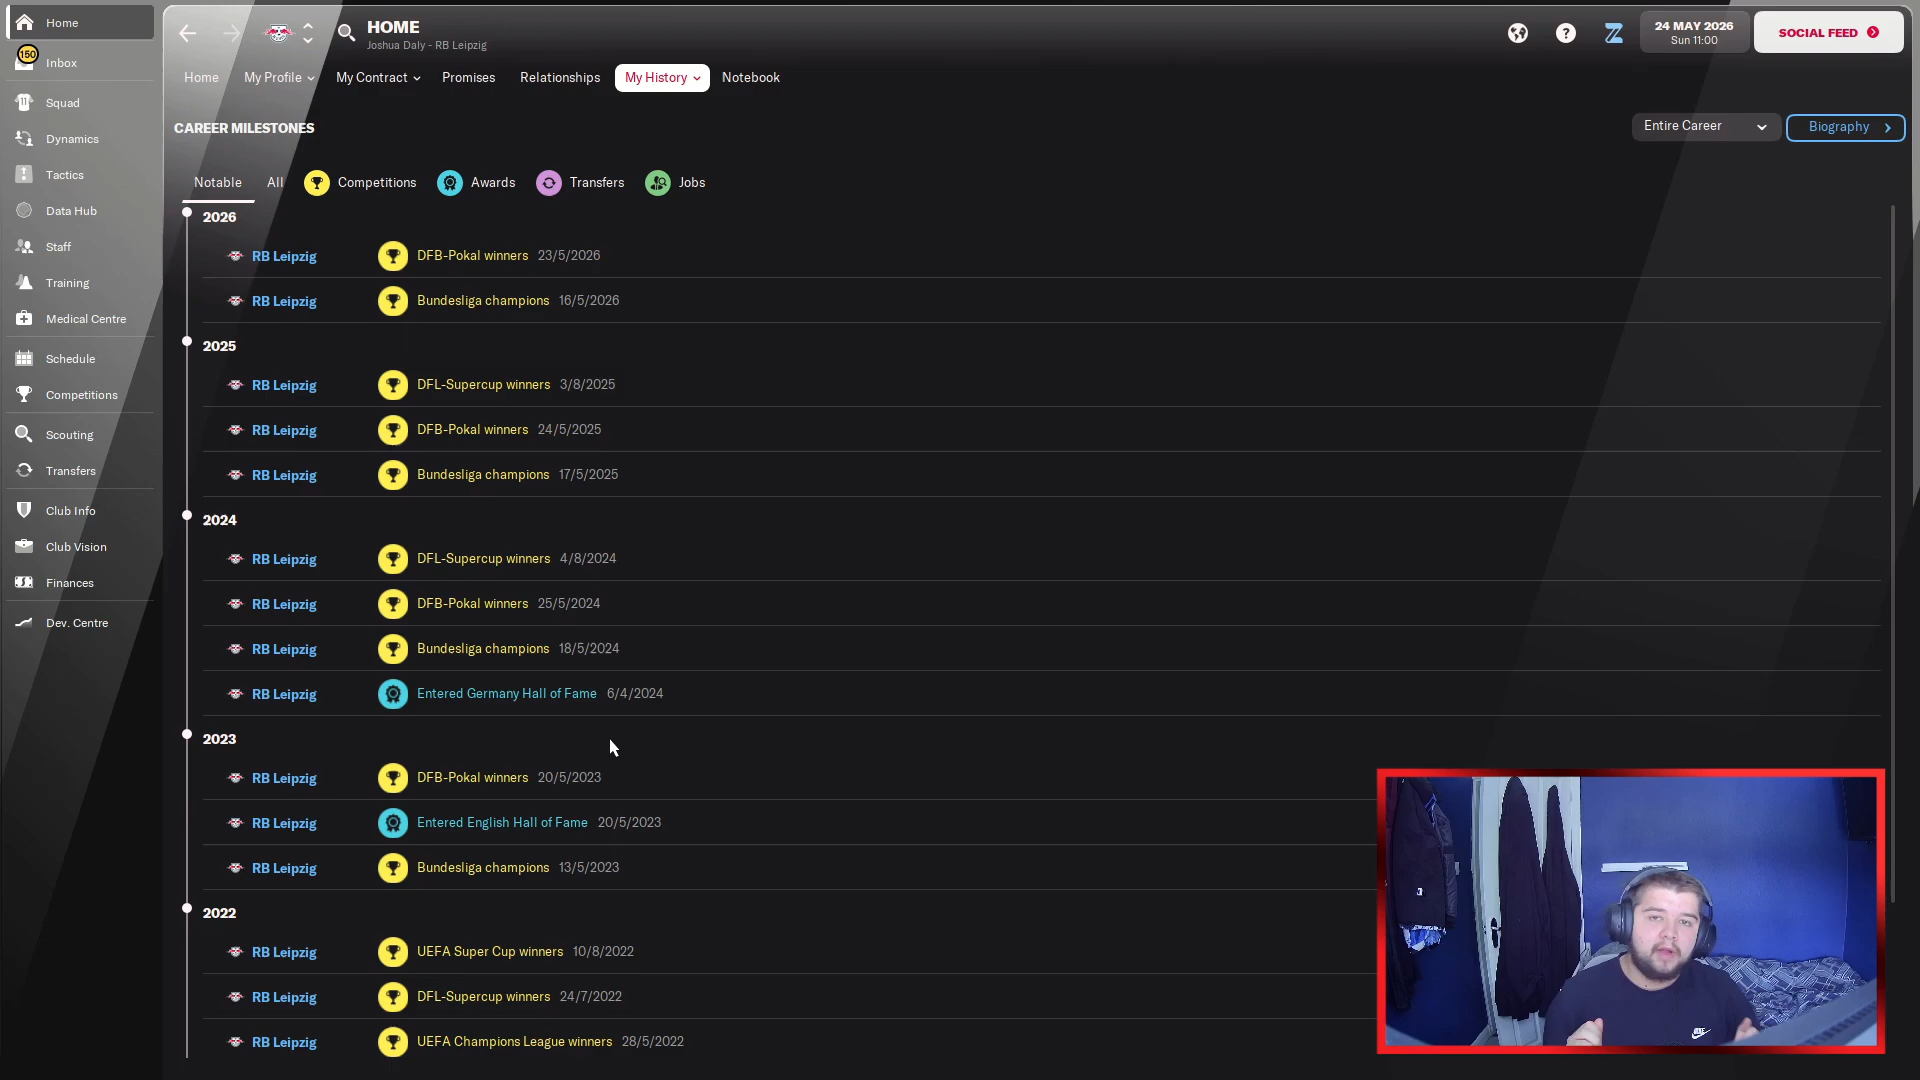 Home
150
Inbox
Squad
Dynamics
Tactics
Data Hub
Staff
Training
Medical Centre
Schedule
Competitions
Scouting
Transfers
Club Info
Club Vision
Finances
Dev. Centre
HOME
Joshua Daly - RB Leipzig
24 MAY 2026
Sun 11:00
SOCIAL FEED
Home My Profile My Contract Promises Relationships My History Notebook
CAREER MILESTONES
Entire Career
Biography
Notable All Competitions Awards Transfers Jobs
2026
RB Leipzig DFB-Pokal winners 23/5/2026
RB Leipzig Bundesliga champions 16/5/2026
2025
RB Leipzig DFL-Supercup winners 3/8/2025
RB Leipzig DFB-Pokal winners 24/5/2025
RB Leipzig Bundesliga champions 17/5/2025
2024
RB Leipzig DFL-Supercup winners 4/8/2024
RB Leipzig DFB-Pokal winners 25/5/2024
RB Leipzig Bundesliga champions 18/5/2024
RB Leipzig Entered Germany Hall of Fame 6/4/2024
2023
RB Leipzig DFB-Pokal winners 20/5/2023
RB Leipzig Entered English Hall of Fame 20/5/2023
RB Leipzig Bundesliga champions 13/5/2023
2022
RB Leipzig UEFA Super Cup winners 10/8/2022
RB Leipzig DFL-Supercup winners 24/7/2022
RB Leipzig UEFA Champions League winners 28/5/2022